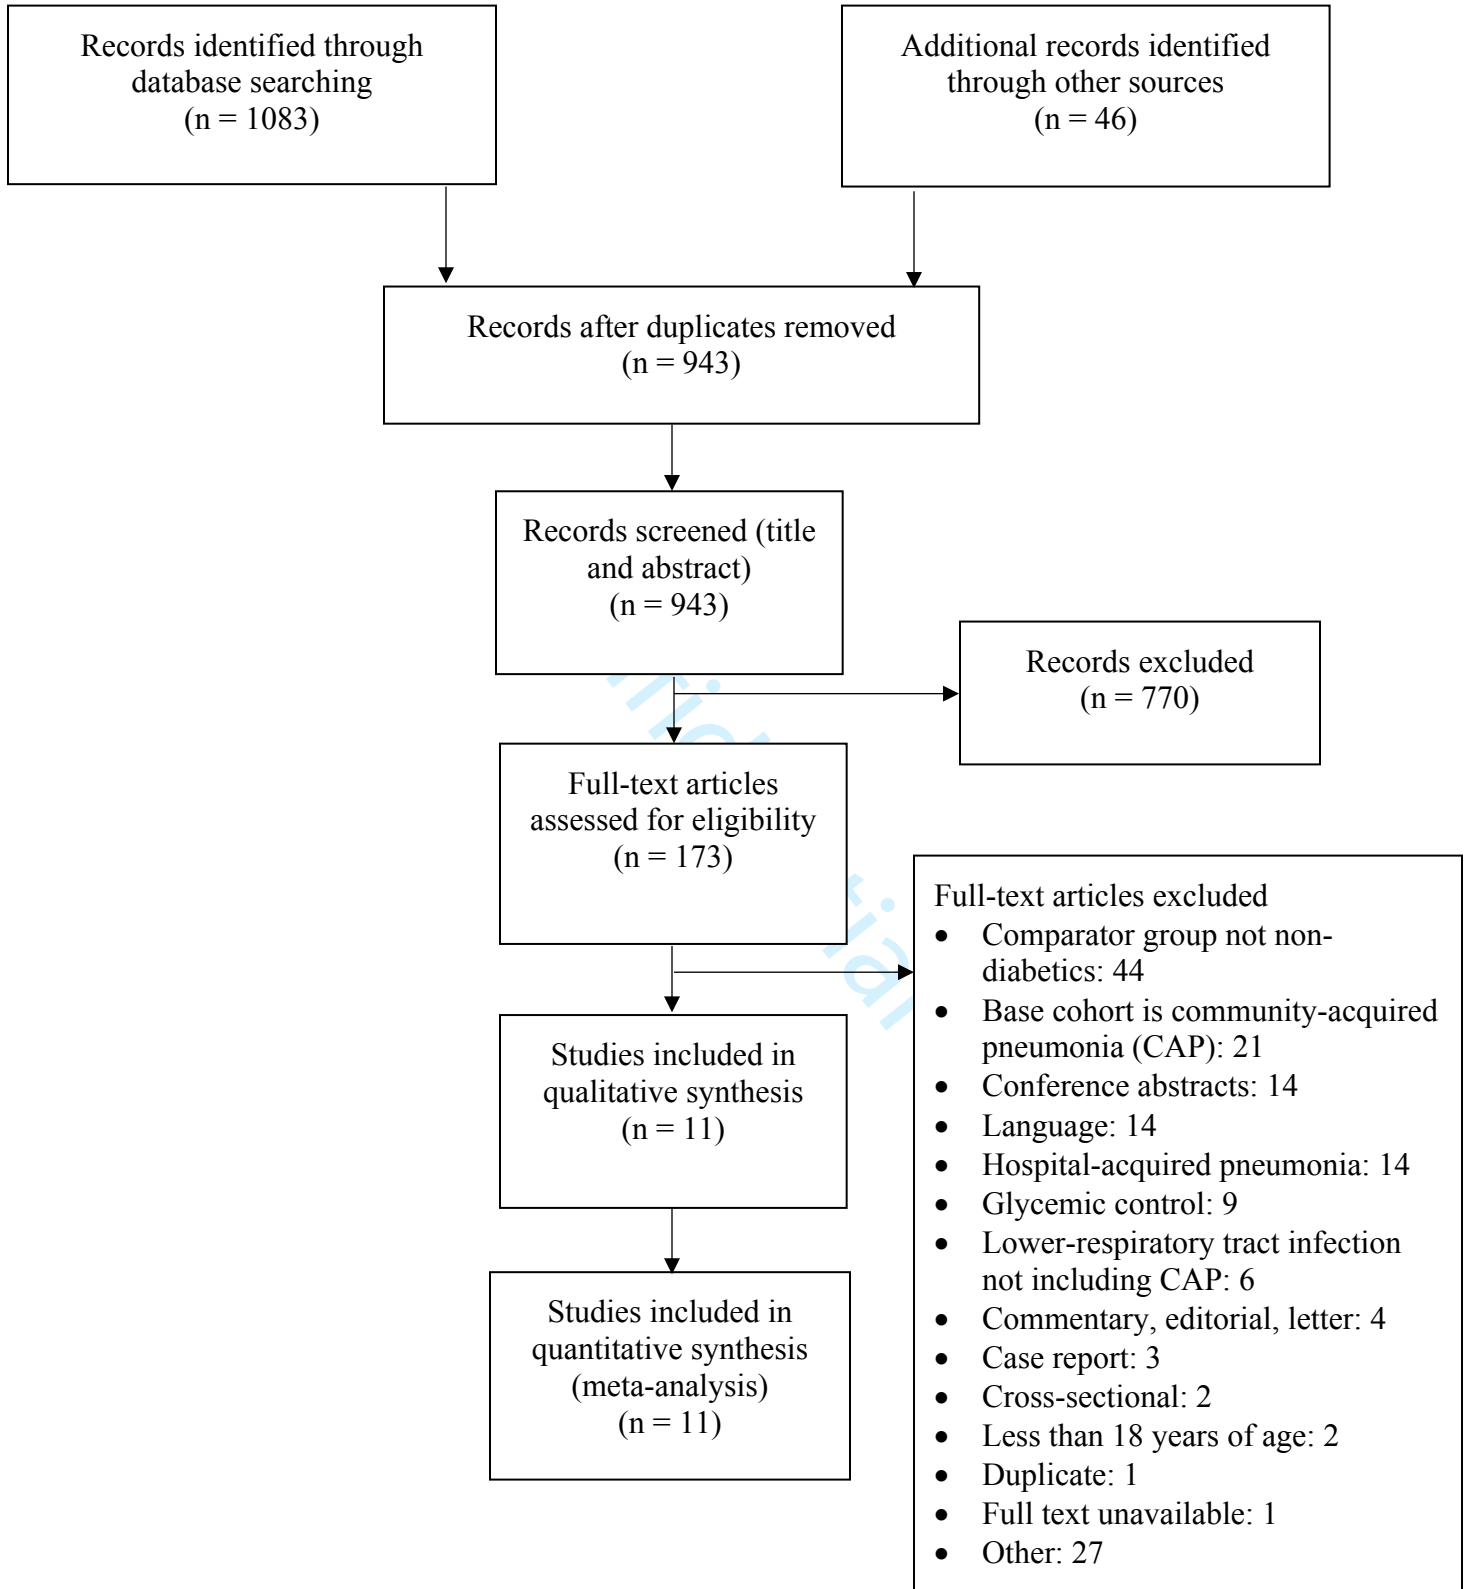 Records identified through
database searching
(n = 1083)
Additional records identified
through other sources
(n = 46)
Records after duplicates removed
(n = 943)
Records screened (title
and abstract)
(n = 943)
Records excluded
(n = 770)
Full-text articles
assessed for eligibility
(n = 173)
Full-text articles excluded
• Comparator group not non-
diabetics: 44
• Base cohort is community-acquired
pneumonia (CAP): 21
• Conference abstracts: 14
• Language: 14
• Hospital-acquired pneumonia: 14
• Glycemic control: 9
• Lower-respiratory tract infection
not including CAP: 6
• Commentary, editorial, letter: 4
• Case report: 3
• Cross-sectional: 2
• Less than 18 years of age: 2
• Duplicate: 1
• Full text unavailable: 1
• Other: 27
Studies included in
qualitative synthesis
(n = 11)
Studies included in
quantitative synthesis
(meta-analysis)
(n = 11)